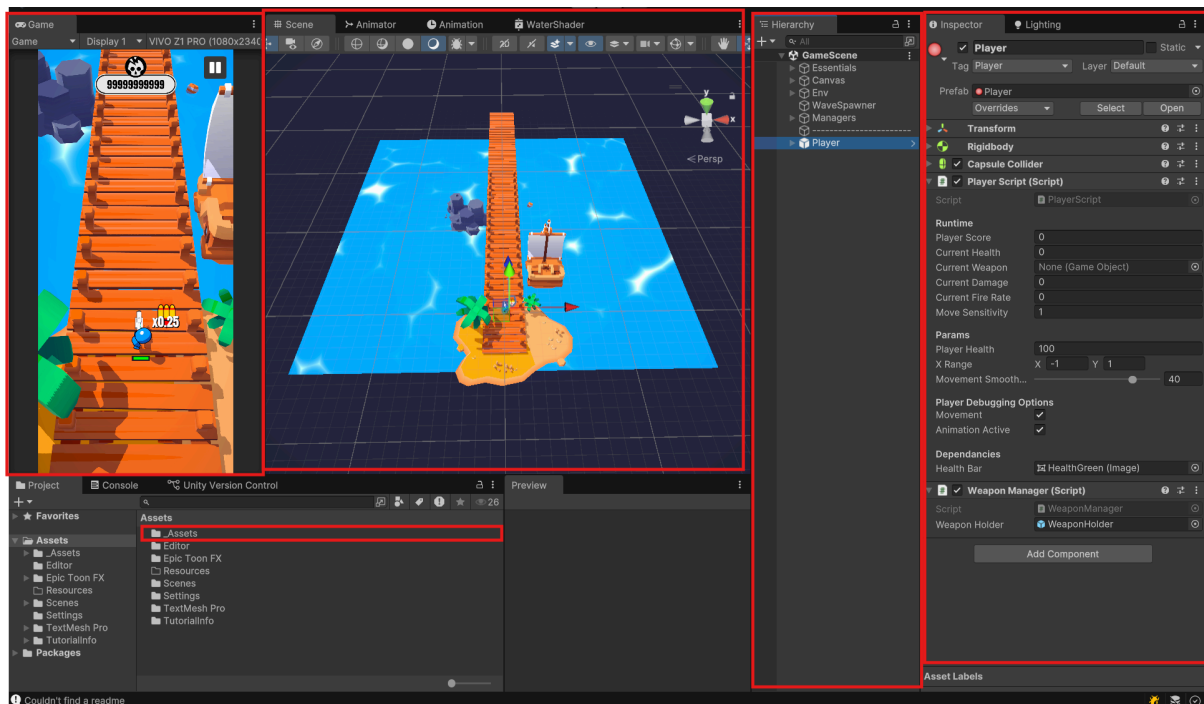 Game
Game Display 1 VIVO Z1 PRO (1080x2340
99999999999
x0.25
Scene Animator Animation WaterShader
y
x
Persp
Hierarchy
All
GameScene
Essentials
Canvas
Env
WaveSpawner
Managers
-----------------------
Player
Inspector Lighting
Player Static
Tag Player Layer Default
Prefab Player
Overrides Select Open
Transform
Rigidbody
Capsule Collider
Player Script (Script)
Script PlayerScript
Runtime
Player Score 0
Current Health 0
Current Weapon None (Game Object)
Current Damage 0
Current Fire Rate 0
Move Sensitivity 1
Params
Player Health 100
X Range X -1 Y 1
Movement Smooth... 40
Player Debugging Options
Movement
Animation Active
Dependancies
Health Bar HealthGreen (Image)
Weapon Manager (Script)
Script WeaponManager
Weapon Holder WeaponHolder
Add Component
Asset Labels
Project Console Unity Version Control
26
Favorites
Assets
_Assets
Editor
Epic Toon FX
Resources
Scenes
Settings
TextMesh Pro
TutorialInfo
Packages
Assets
_Assets
Editor
Epic Toon FX
Resources
Scenes
Settings
TextMesh Pro
TutorialInfo
Preview
Couldn't find a readme